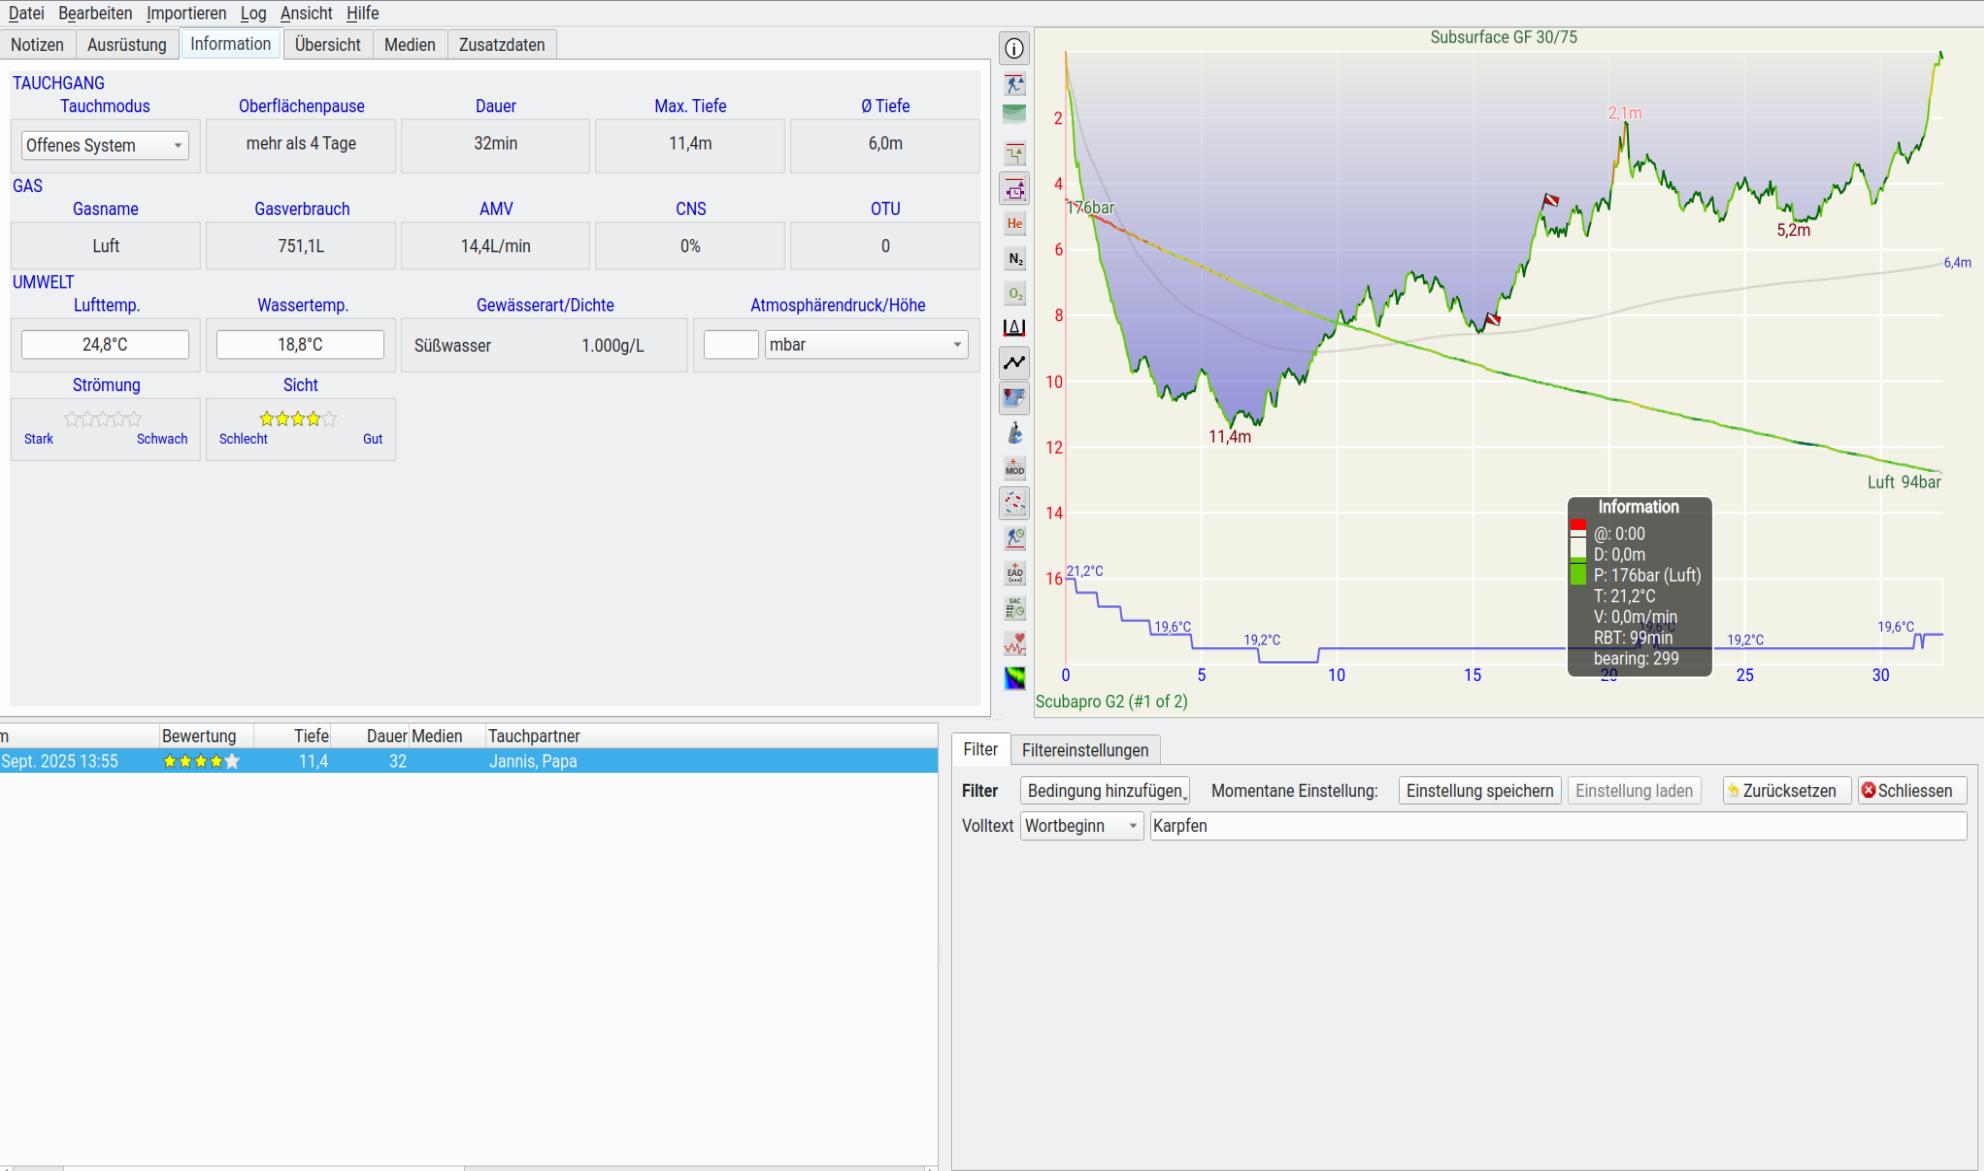 Datei Bearbeiten Importieren Log Ansicht Hilfe
Notizen Ausrüstung Information Übersicht Medien Zusatzdaten
TAUCHGANG
Tauchmodus Oberflächenpause Dauer Max. Tiefe Ø Tiefe
Offenes System mehr als 4 Tage 32min 11,4m 6,0m
GAS
Gasname Gasverbrauch AMV CNS OTU
Luft 751,1L 14,4L/min 0% 0
UMWELT
Lufttemp. Wassertemp. Gewässerart/Dichte Atmosphärendruck/Höhe
24,8°C 18,8°C Süßwasser 1.000g/L mbar
Strömung Sicht
Stark Schwach Schlecht Gut
He
N₂
O₂
MOD
EAD
SAC
Subsurface GF 30/75
2
4
6
8
10
12
14
16
2,1m
176bar
5,2m
6,4m
11,4m
Luft 94bar
Information
@: 0:00
D: 0,0m
P: 176bar (Luft)
T: 21,2°C
V: 0,0m/min
RBT: 99min
bearing: 299
21,2°C
19,6°C
19,2°C
19,6°C
19,2°C
19,6°C
0 5 10 15 20 25 30
Scubapro G2 (#1 of 2)
m Bewertung Tiefe Dauer Medien Tauchpartner
Sept. 2025 13:55 11,4 32 Jannis, Papa
Filter Filtereinstellungen
Filter Bedingung hinzufügen Momentane Einstellung: Einstellung speichern Einstellung laden Zurücksetzen Schliessen
Volltext Wortbeginn Karpfen